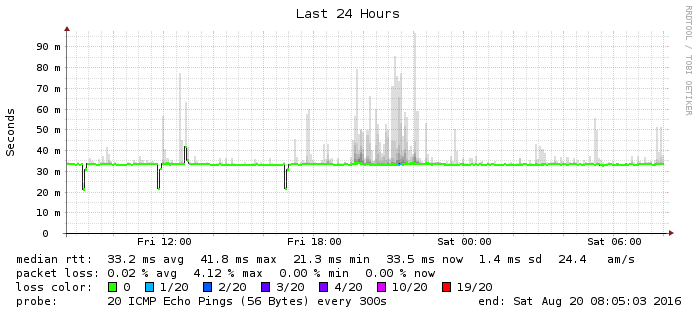 Last 24 Hours
RRDTOOL / TOBI OETIKER
Seconds
90 m
80 m
70 m
60 m
50 m
40 m
30 m
20 m
10 m
0
Fri 12:00 Fri 18:00 Sat 00:00 Sat 06:00
median rtt: 33.2 ms avg 41.8 ms max 21.3 ms min 33.5 ms now 1.4 ms sd 24.4 am/s
packet loss: 0.02 % avg 4.12 % max 0.00 % min 0.00 % now
loss color: 0 1/20 2/20 3/20 4/20 10/20 19/20
probe: 20 ICMP Echo Pings (56 Bytes) every 300s end: Sat Aug 20 08:05:03 2016